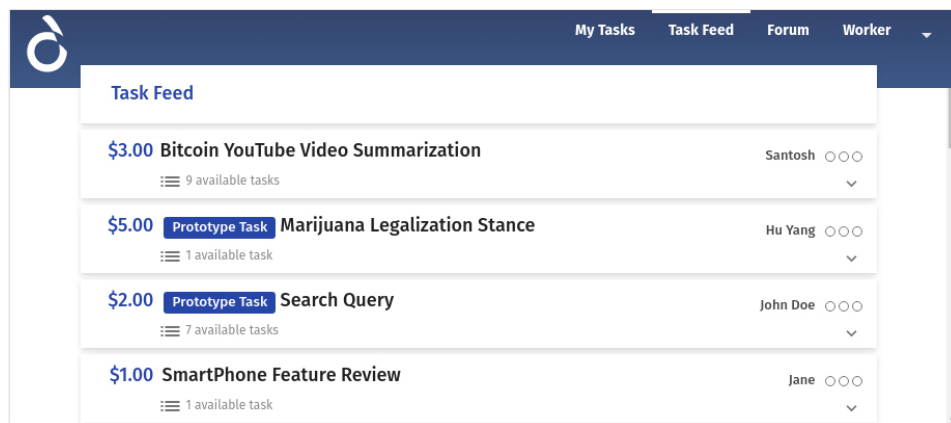 My Tasks Task Feed Forum Worker
Task Feed
$3.00 Bitcoin YouTube Video Summarization Santosh
9 available tasks
$5.00 Prototype Task Marijuana Legalization Stance Hu Yang
1 available task
$2.00 Prototype Task Search Query John Doe
7 available tasks
$1.00 SmartPhone Feature Review Jane
1 available task